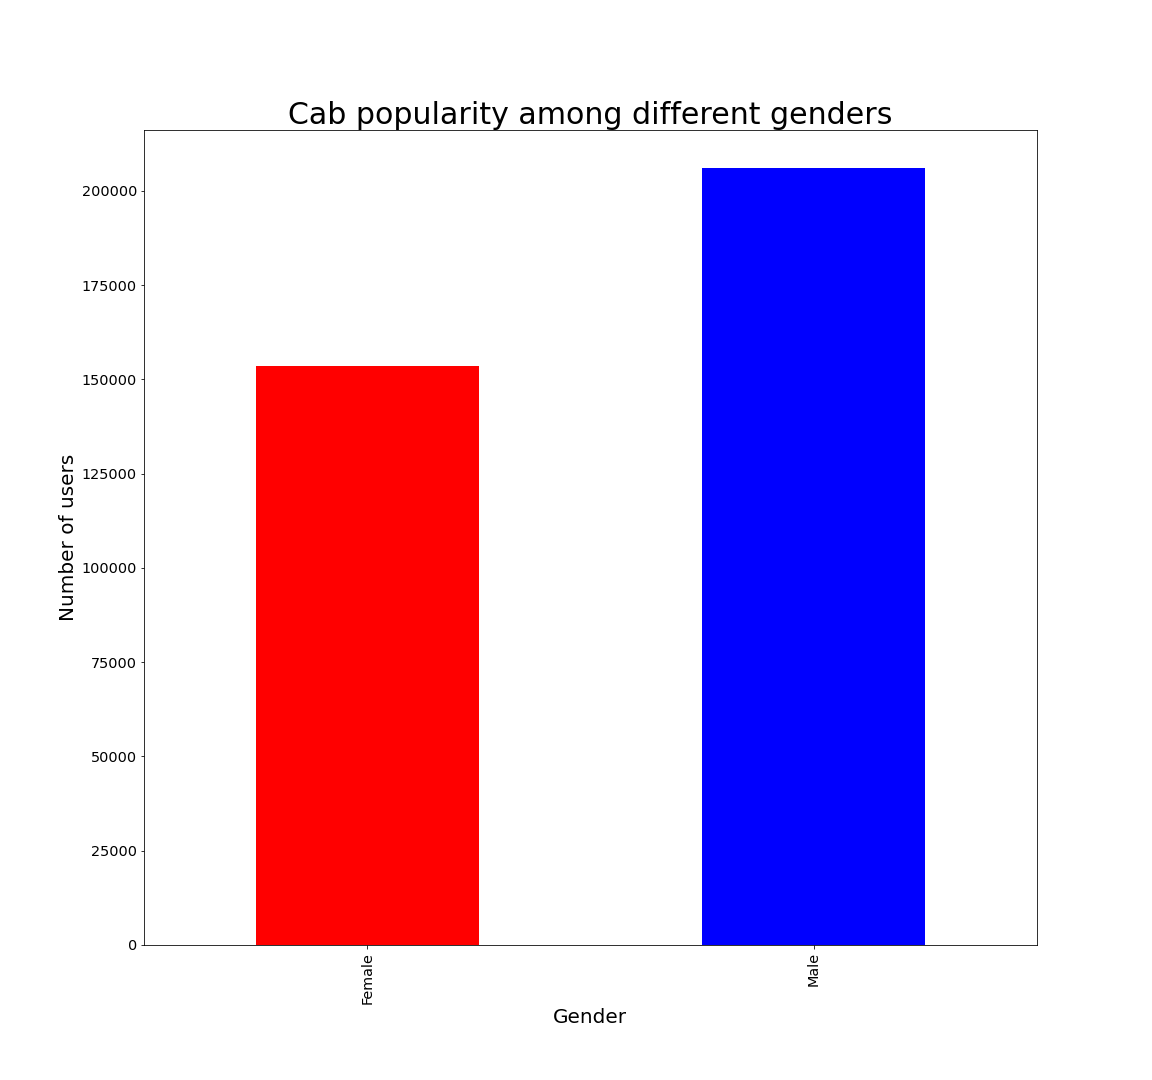 Cab popularity among different genders
Number of users
200000
175000
150000
125000
100000
75000
50000
25000
0
Female
Male
Gender